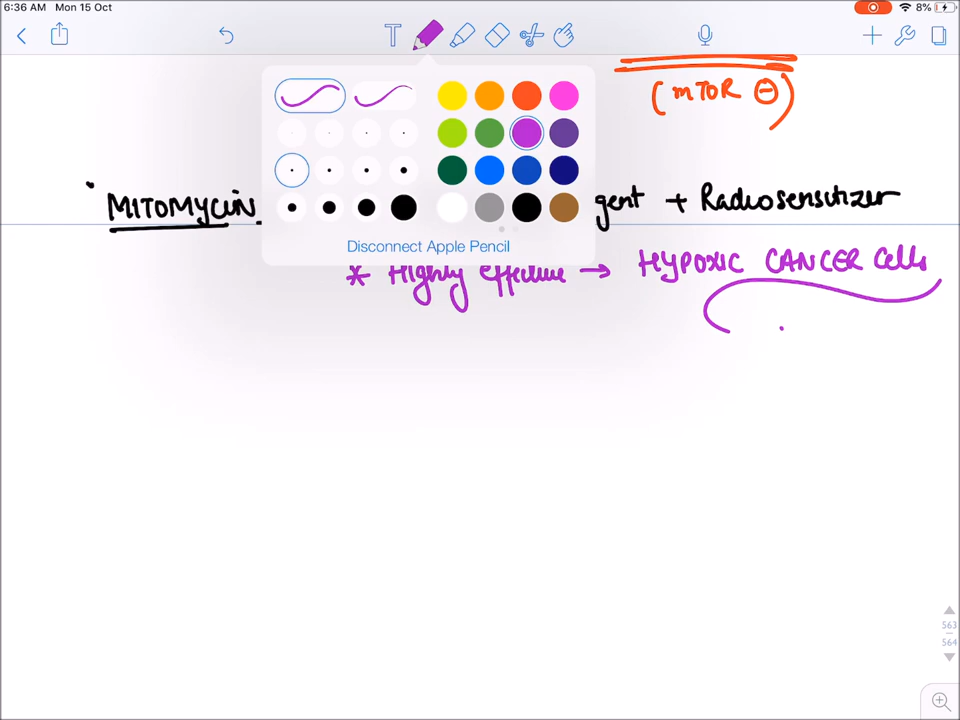 6:36 AM Mon 15 Oct 8%
T
(mTOR ⊖)
MITOMYCIN gent + Radiosensitizer
Disconnect Apple Pencil
* Highly effective → HYPOXIC CANCER Cells
563
564